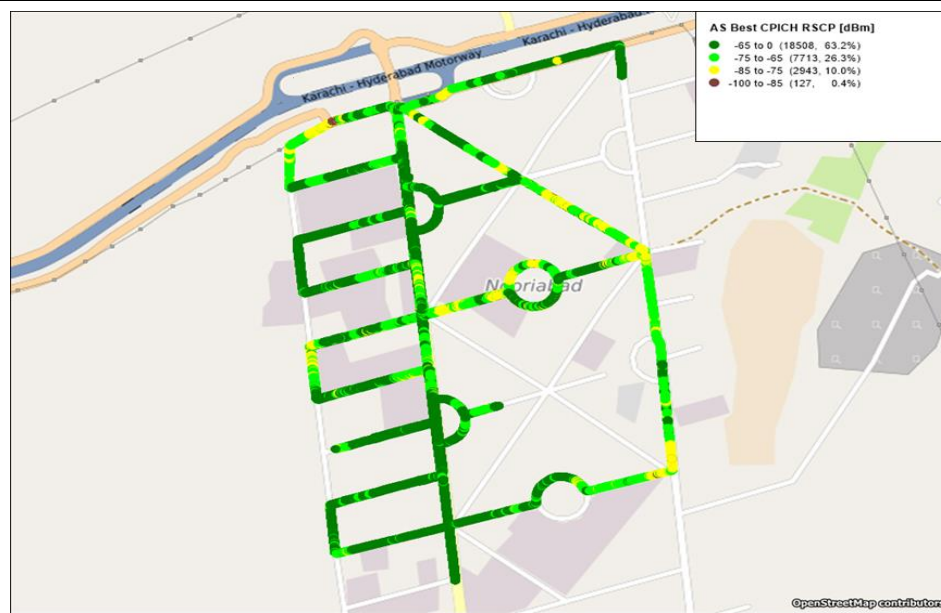 AS Best CPICH RSCP [dBm]
-65 to 0 (18508, 63.2%)
-75 to -65 (7713, 26.3%)
-85 to -75 (2943, 10.0%)
-100 to -85 (127, 0.4%)
Karachi - Hyderabad
Karachi - Hyderabad Motorway
Nooriabad
OpenStreetMap contributors